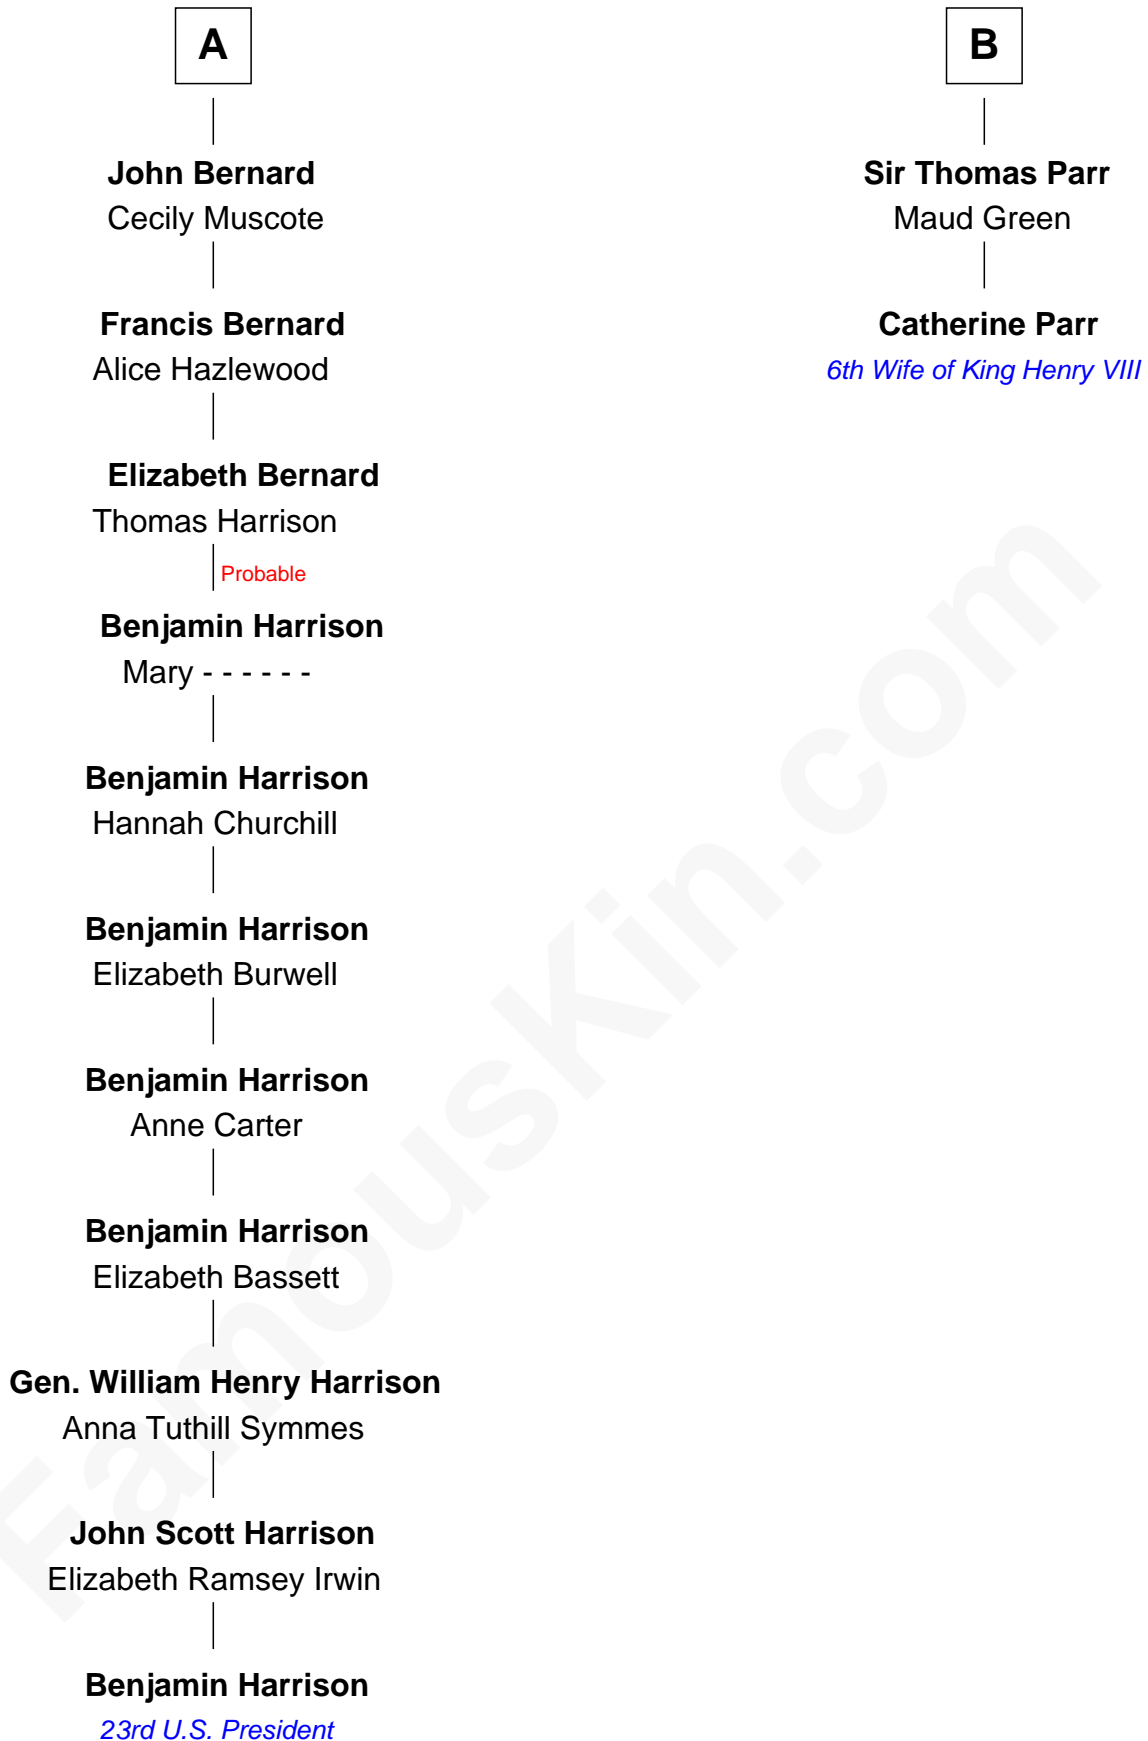 A
John Bernard
Cecily Muscote
Francis Bernard
Alice Hazlewood
Elizabeth Bernard
Thomas Harrison
Probable
Benjamin Harrison
Mary - - - - - -
Benjamin Harrison
Hannah Churchill
Benjamin Harrison
Elizabeth Burwell
Benjamin Harrison
Anne Carter
Benjamin Harrison
Elizabeth Bassett
Gen. William Henry Harrison
Anna Tuthill Symmes
John Scott Harrison
Elizabeth Ramsey Irwin
Benjamin Harrison
23rd U.S. President
B
Sir Thomas Parr
Maud Green
Catherine Parr
6th Wife of King Henry VIII
FamousKin.com